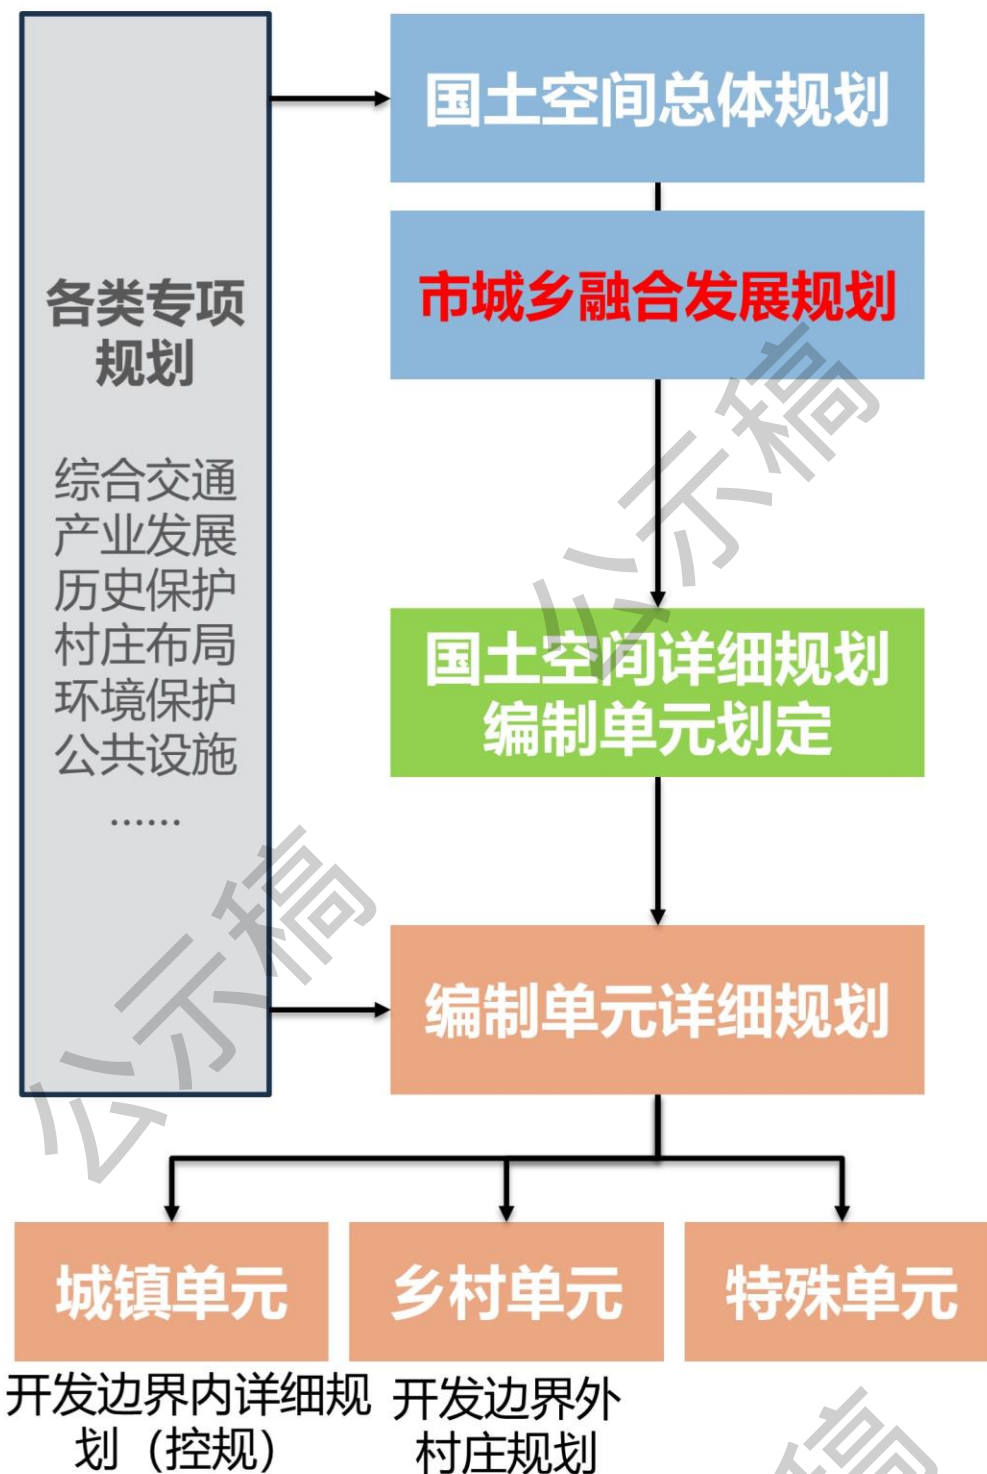 各类专项
规划
综合交通
产业发展
历史保护
村庄布局
环境保护
公共设施
......
国土空间总体规划
市城乡融合发展规划
国土空间详细规划
编制单元划定
编制单元详细规划
城镇单元
乡村单元
特殊单元
开发边界内详细规
划（控规）
开发边界外
村庄规划
公示稿
公示稿
稿